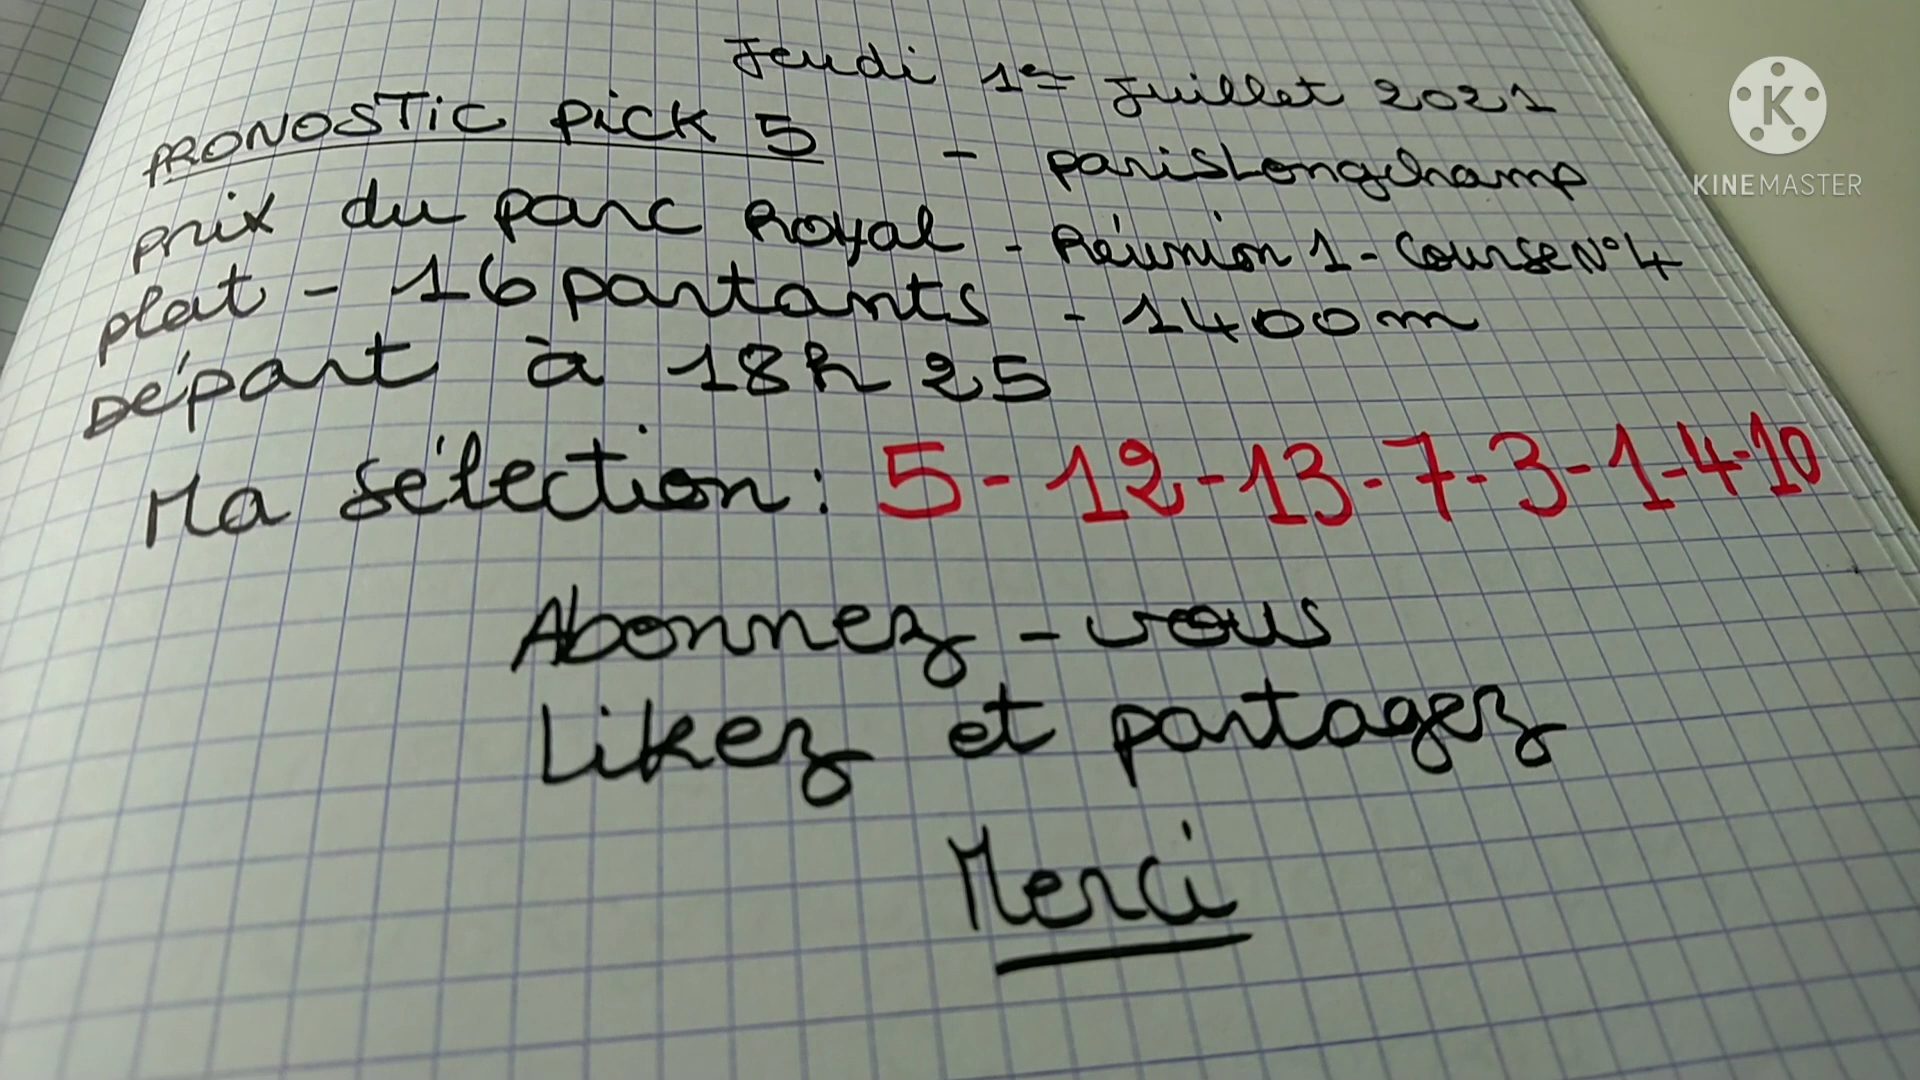 Jeudi 1er Juillet 2021
PRONOSTiC PiCK 5 - parisLongchamp
prix du parc Royal - Réunion 1 - Course N°4
plat - 16 partants - 1400m
Départ à 18h25
Ma sélection : 5-12-13-7-3-1-4-10
Abonnez-vous
Likez et partagez
Merci
K
KINEMASTER